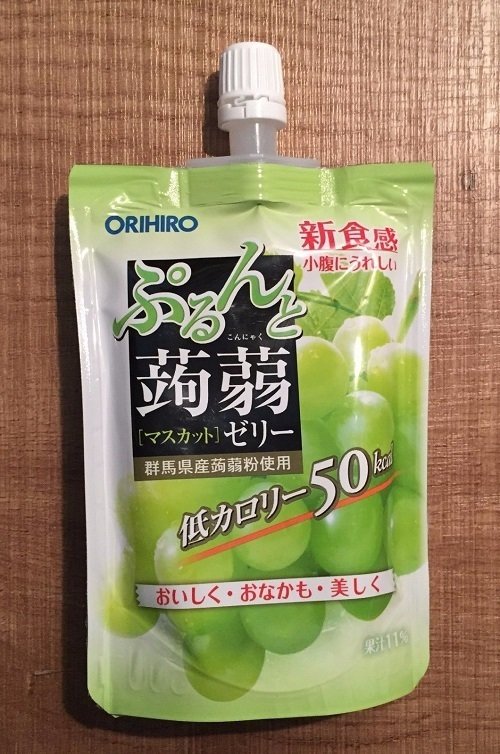 ORIHIRO
新食感
小腹にうれしい
ぷるんと
こんにゃく
蒟蒻
[マスカット]ゼリー
群馬県産蒟蒻粉使用
低カロリー50kcal
おいしく・おなかも・美しく
果汁11%